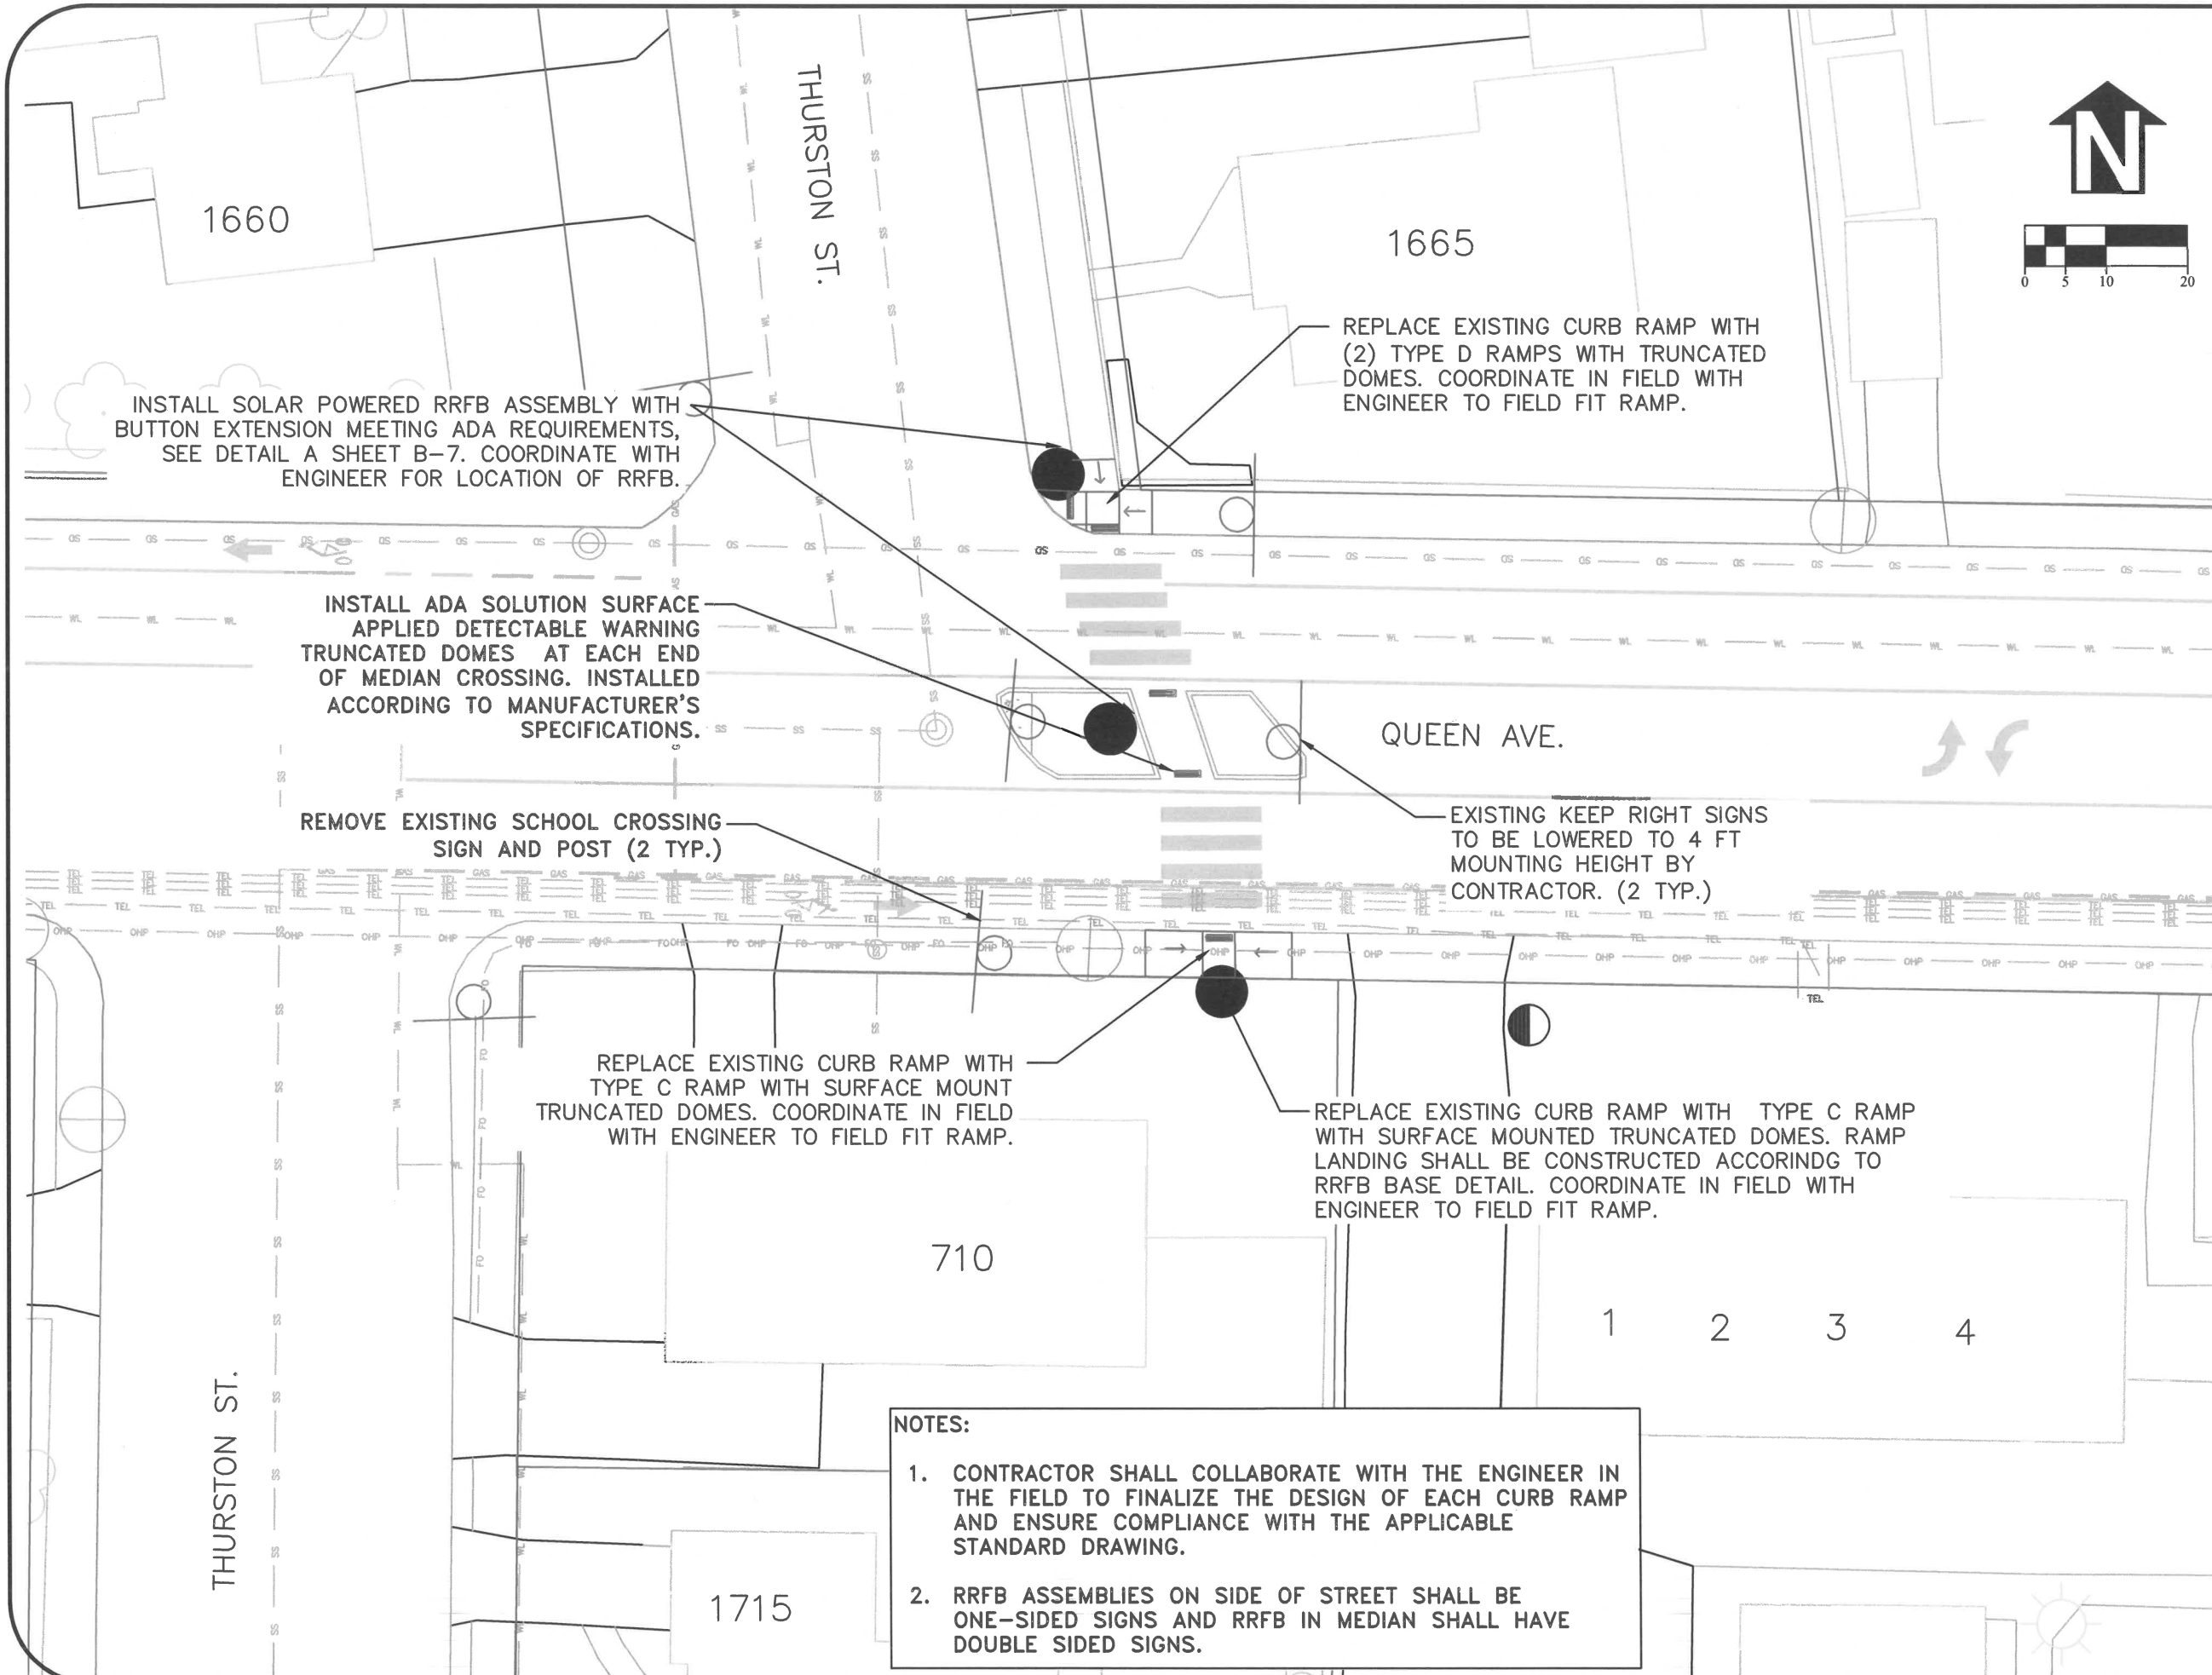 THURSTON ST.
N
0 5 10 20
1660
1665
REPLACE EXISTING CURB RAMP WITH
(2) TYPE D RAMPS WITH TRUNCATED
DOMES. COORDINATE IN FIELD WITH
ENGINEER TO FIELD FIT RAMP.
INSTALL SOLAR POWERED RRFB ASSEMBLY WITH
BUTTON EXTENSION MEETING ADA REQUIREMENTS,
SEE DETAIL A SHEET B-7. COORDINATE WITH
ENGINEER FOR LOCATION OF RRFB.
INSTALL ADA SOLUTION SURFACE
APPLIED DETECTABLE WARNING
TRUNCATED DOMES AT EACH END
OF MEDIAN CROSSING. INSTALLED
ACCORDING TO MANUFACTURER'S
SPECIFICATIONS.
QUEEN AVE.
REMOVE EXISTING SCHOOL CROSSING
SIGN AND POST (2 TYP.)
EXISTING KEEP RIGHT SIGNS
TO BE LOWERED TO 4 FT
MOUNTING HEIGHT BY
CONTRACTOR. (2 TYP.)
REPLACE EXISTING CURB RAMP WITH
TYPE C RAMP WITH SURFACE MOUNT
TRUNCATED DOMES. COORDINATE IN FIELD
WITH ENGINEER TO FIELD FIT RAMP.
REPLACE EXISTING CURB RAMP WITH TYPE C RAMP
WITH SURFACE MOUNTED TRUNCATED DOMES. RAMP
LANDING SHALL BE CONSTRUCTED ACCORINDG TO
RRFB BASE DETAIL. COORDINATE IN FIELD WITH
ENGINEER TO FIELD FIT RAMP.
710
1 2 3 4
THURSTON ST.
1715
NOTES:
1. CONTRACTOR SHALL COLLABORATE WITH THE ENGINEER IN
THE FIELD TO FINALIZE THE DESIGN OF EACH CURB RAMP
AND ENSURE COMPLIANCE WITH THE APPLICABLE
STANDARD DRAWING.
2. RRFB ASSEMBLIES ON SIDE OF STREET SHALL BE
ONE-SIDED SIGNS AND RRFB IN MEDIAN SHALL HAVE
DOUBLE SIDED SIGNS.